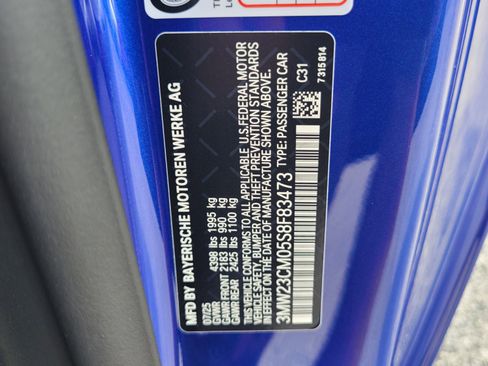 MFD BY BAYERISCHE MOTOREN WERKE AG
07/25
GVWR 4398 lbs 1995 kg
GAWR FRONT 2183 lbs 990 kg
GAWR REAR 2425 lbs 1100 kg
THIS VEHICLE CONFORMS TO ALL APPLICABLE U.S.FEDERAL MOTOR
VEHICLE SAFETY, BUMPER AND THEFT PREVENTION STANDARDS
IN EFFECT ON THE DATE OF MANUFACTURE SHOWN ABOVE.
3MW23CM05S8F83473 TYPE: PASSENGER CAR
C31
7315814